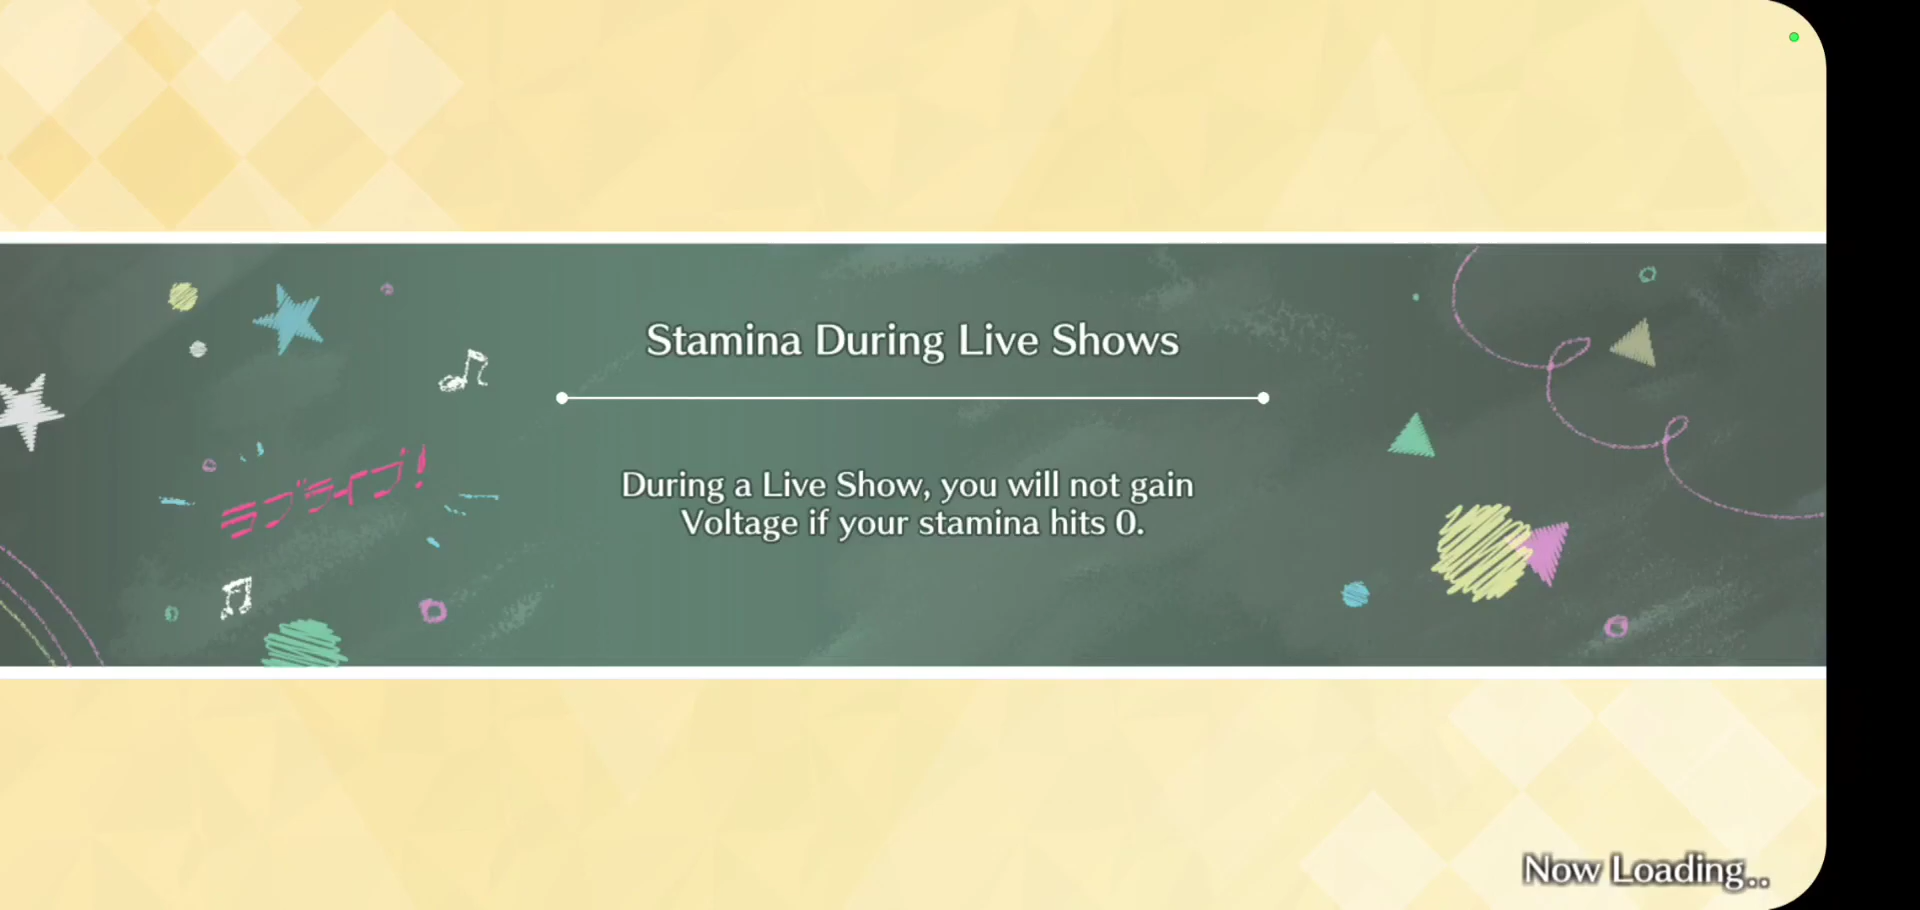 Stamina During Live Shows
ラブライブ!
During a Live Show, you will not gain
Voltage if your stamina hits 0.
Now Loading..